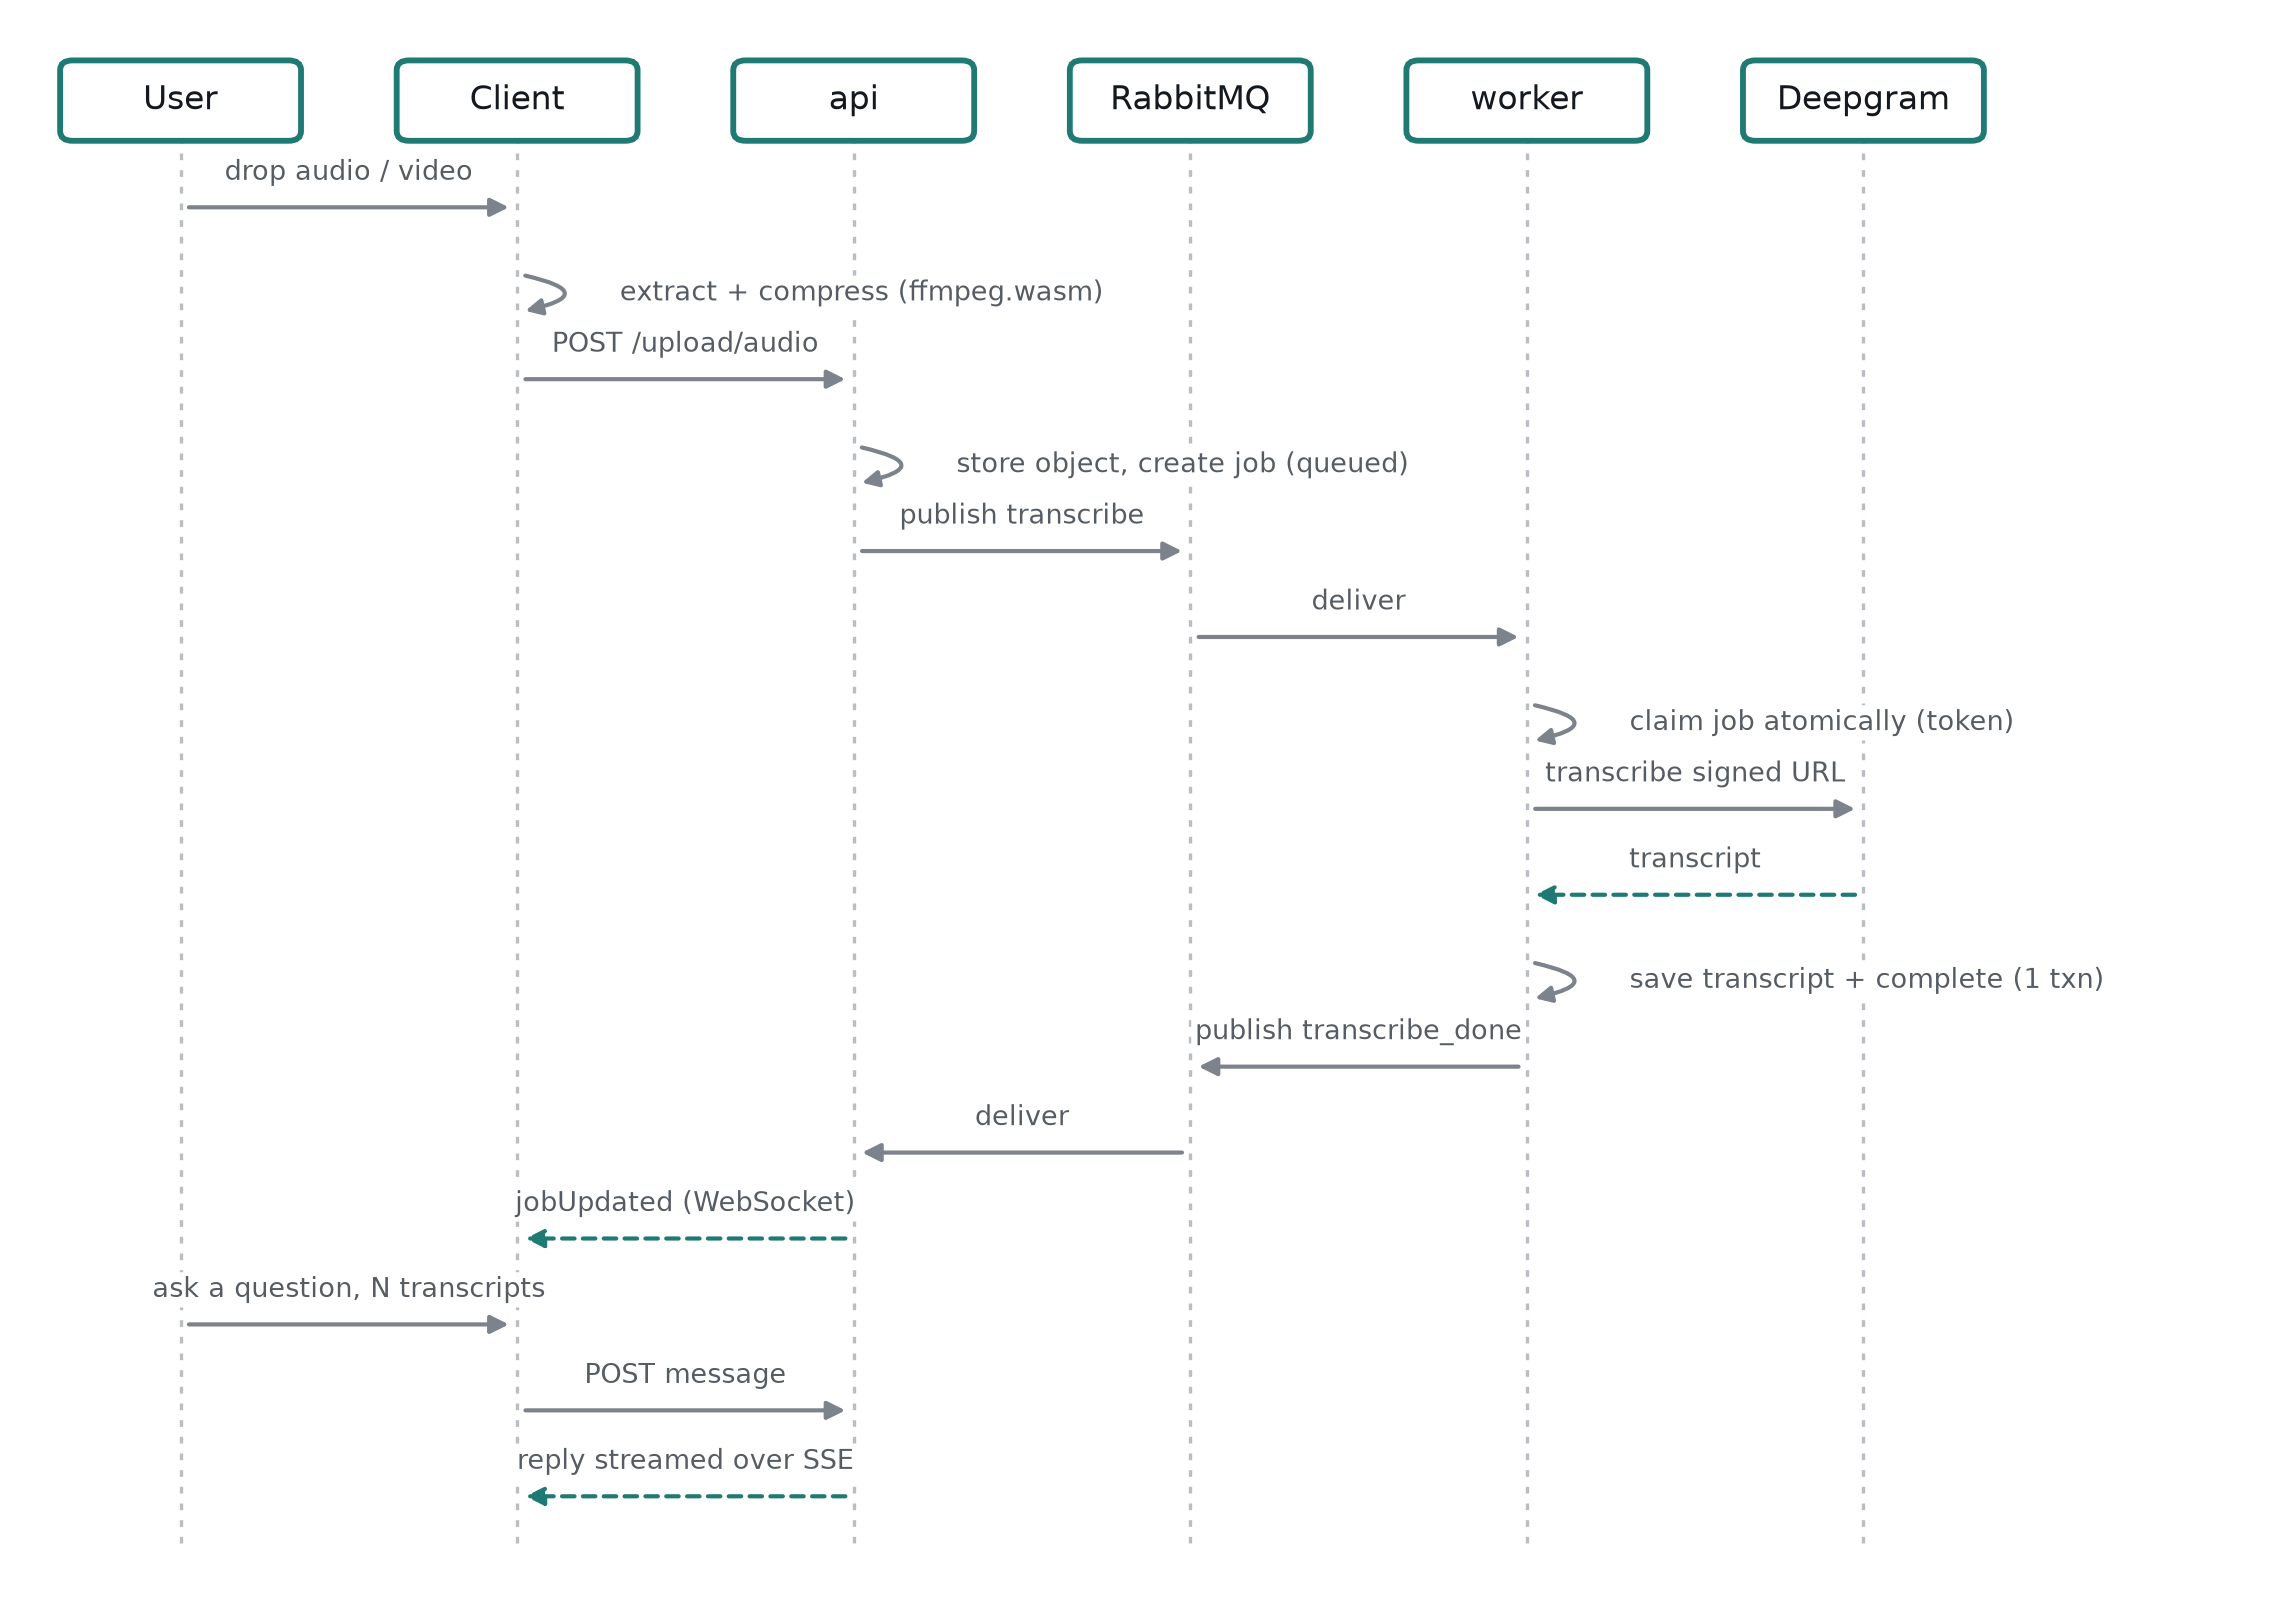 User
Client
api
RabbitMQ
worker
Deepgram
drop audio / video
extract + compress (ffmpeg.wasm)
POST /upload/audio
store object, create job (queued)
publish transcribe
deliver
claim job atomically (token)
transcribe signed URL
transcript
save transcript + complete (1 txn)
publish transcribe_done
deliver
jobUpdated (WebSocket)
ask a question, N transcripts
POST message
reply streamed over SSE